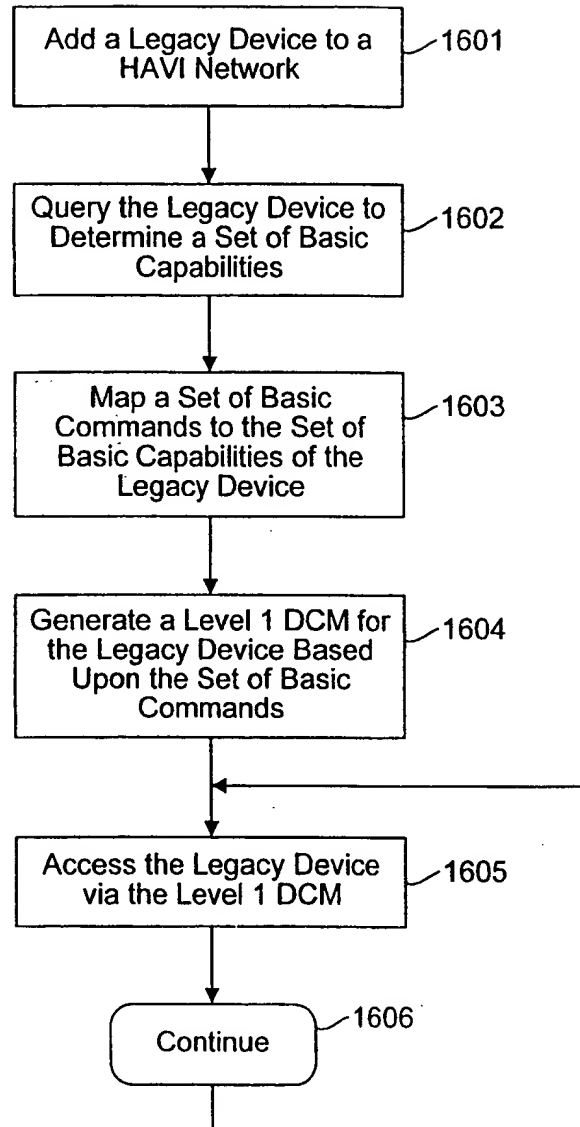 Add a Legacy Device to a
HAVI Network
1601
Query the Legacy Device to
Determine a Set of Basic
Capabilities
1602
Map a Set of Basic
Commands to the Set of
Basic Capabilities of the
Legacy Device
1603
Generate a Level 1 DCM for
the Legacy Device Based
Upon the Set of Basic
Commands
1604
Access the Legacy Device
via the Level 1 DCM
1605
Continue
1606